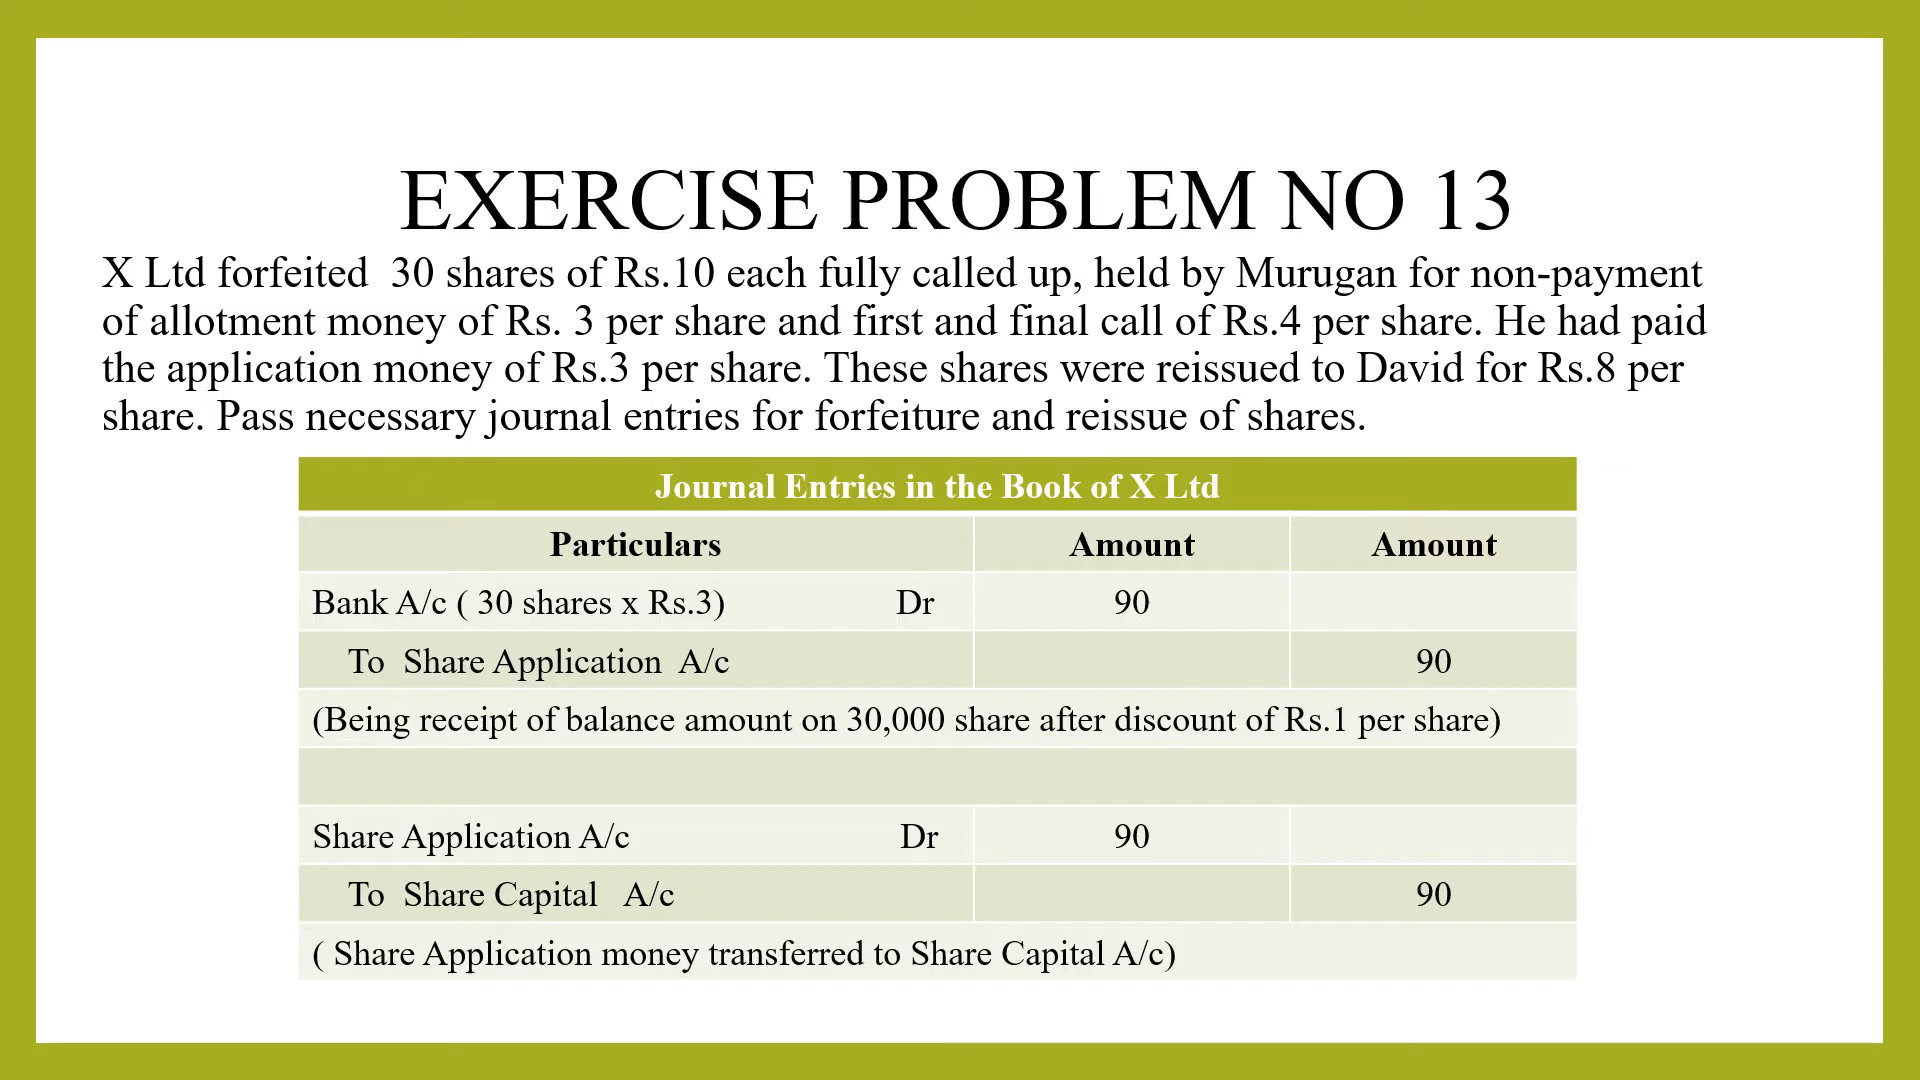 EXERCISE PROBLEM NO 13
X Ltd forfeited 30 shares of Rs.10 each fully called up, held by Murugan for non-payment
of allotment money of Rs. 3 per share and first and final call of Rs.4 per share. He had paid
the application money of Rs.3 per share. These shares were reissued to David for Rs.8 per
share. Pass necessary journal entries for forfeiture and reissue of shares.
Journal Entries in the Book of X Ltd
Particulars Amount Amount
Bank A/c ( 30 shares x Rs.3) Dr 90
To Share Application A/c 90
(Being receipt of balance amount on 30,000 share after discount of Rs.1 per share)
Share Application A/c Dr 90
To Share Capital A/c 90
( Share Application money transferred to Share Capital A/c)